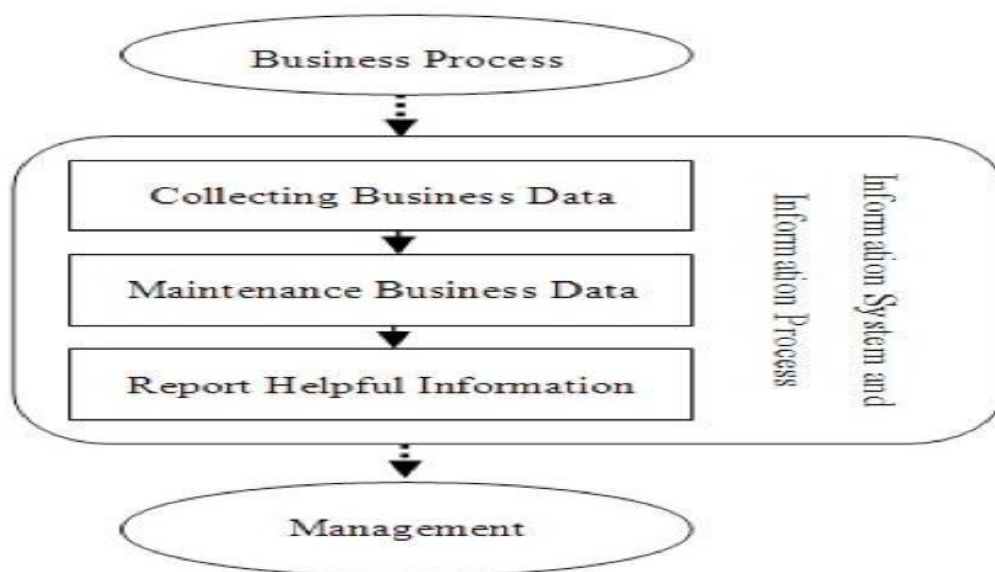 Business Process
Collecting Business Data
Maintenance Business Data
Report Helpful Information
Information System and
Information Process
Management